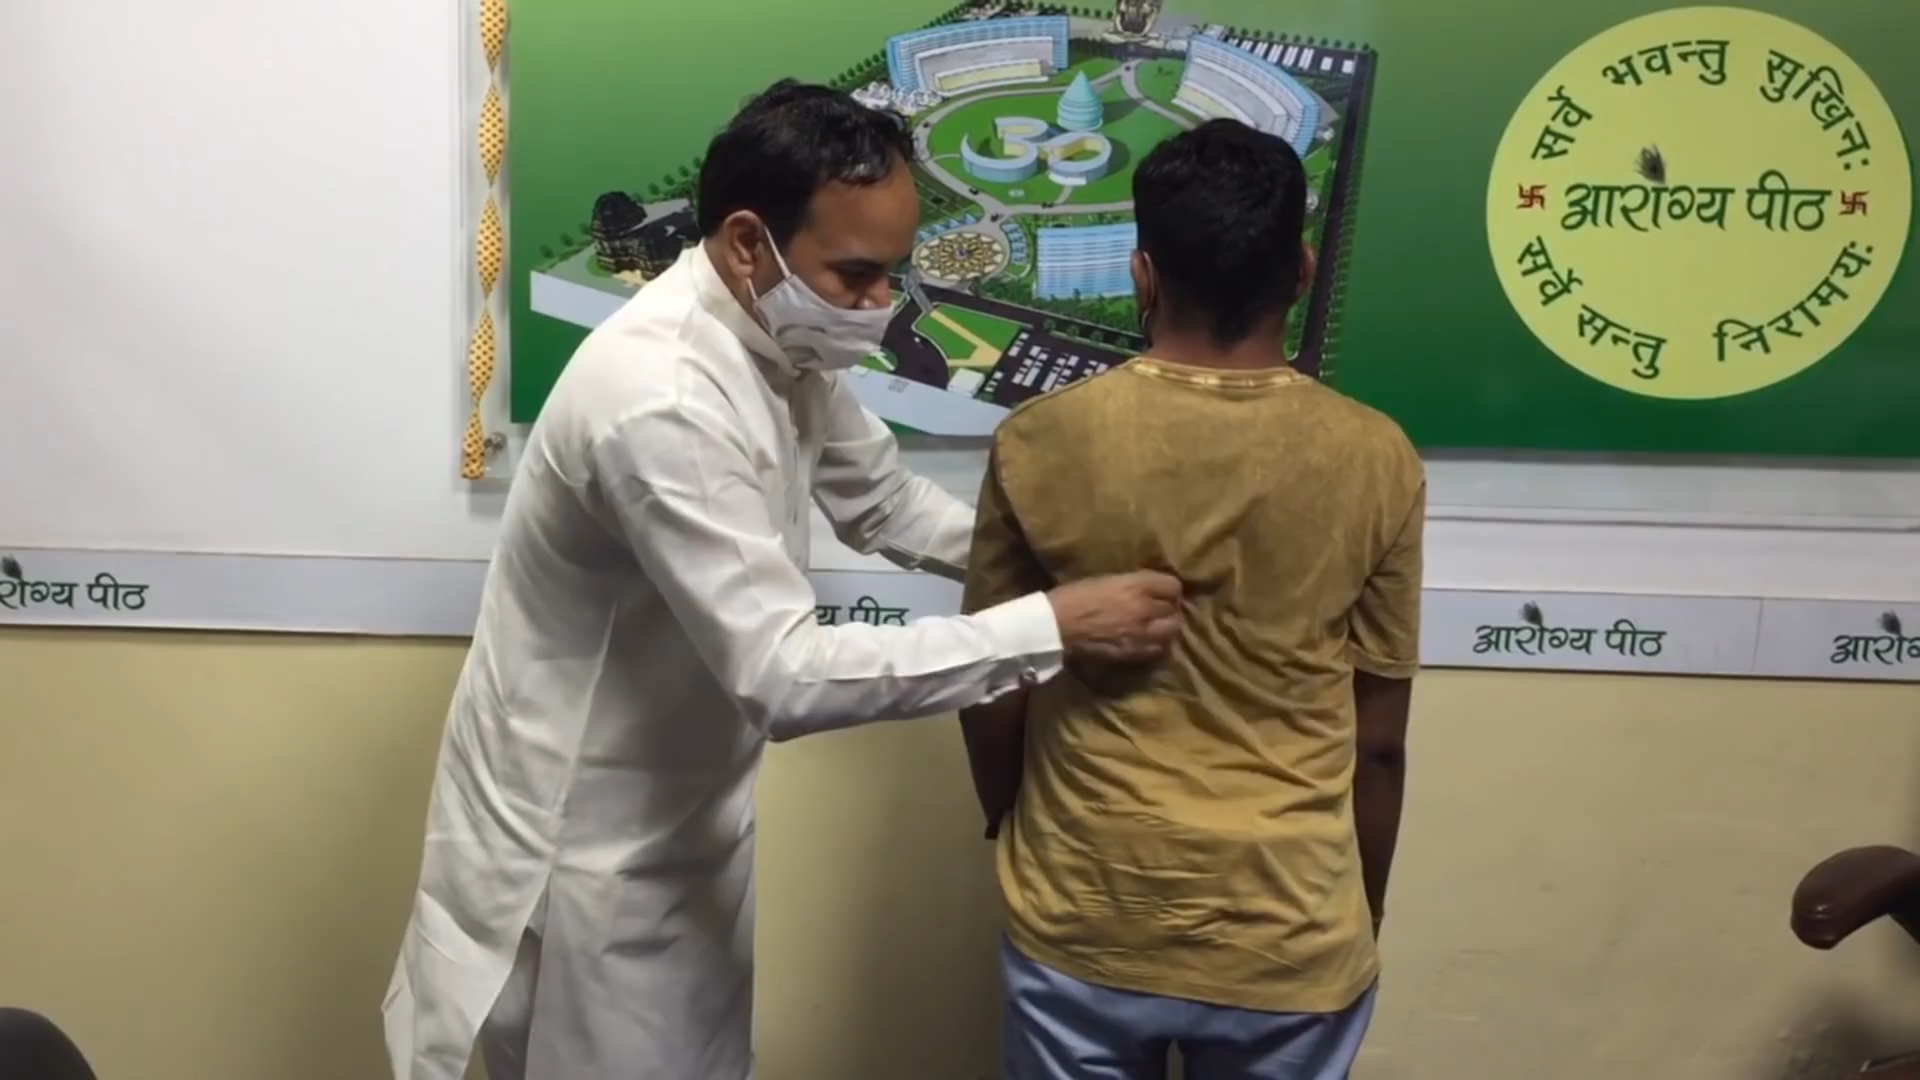 सर्वे भवन्तु सुखिनः
आरोग्य पीठ
सर्वे सन्तु निरामयः
रोग्य पीठ
य पीठ
आरोग्य पीठ
आरोग्